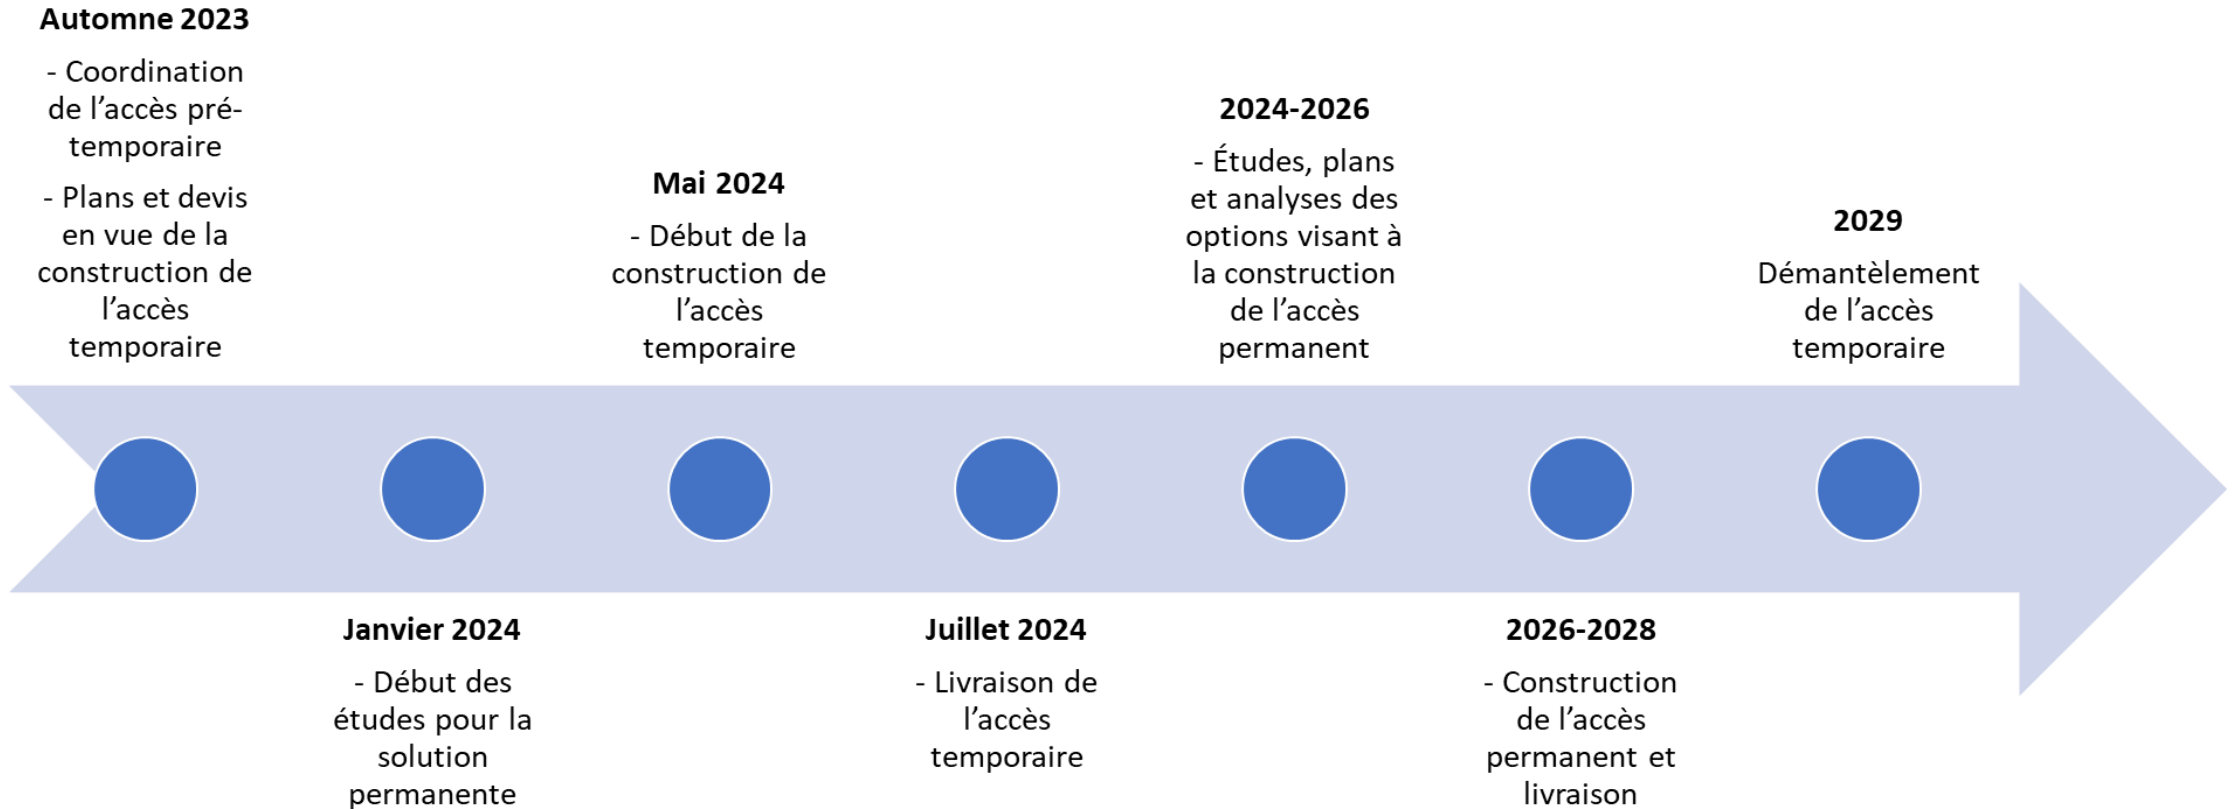 Automne 2023
- Coordination
de l’accès pré-
temporaire
- Plans et devis
en vue de la
construction de
l’accès
temporaire
Janvier 2024
- Début des
études pour la
solution
permanente
Mai 2024
- Début de la
construction de
l’accès
temporaire
Juillet 2024
- Livraison de
l’accès
temporaire
2024-2026
- Études, plans
et analyses des
options visant à
la construction
de l’accès
permanent
2026-2028
- Construction
de l’accès
permanent et
livraison
2029
Démantèlement
de l’accès
temporaire